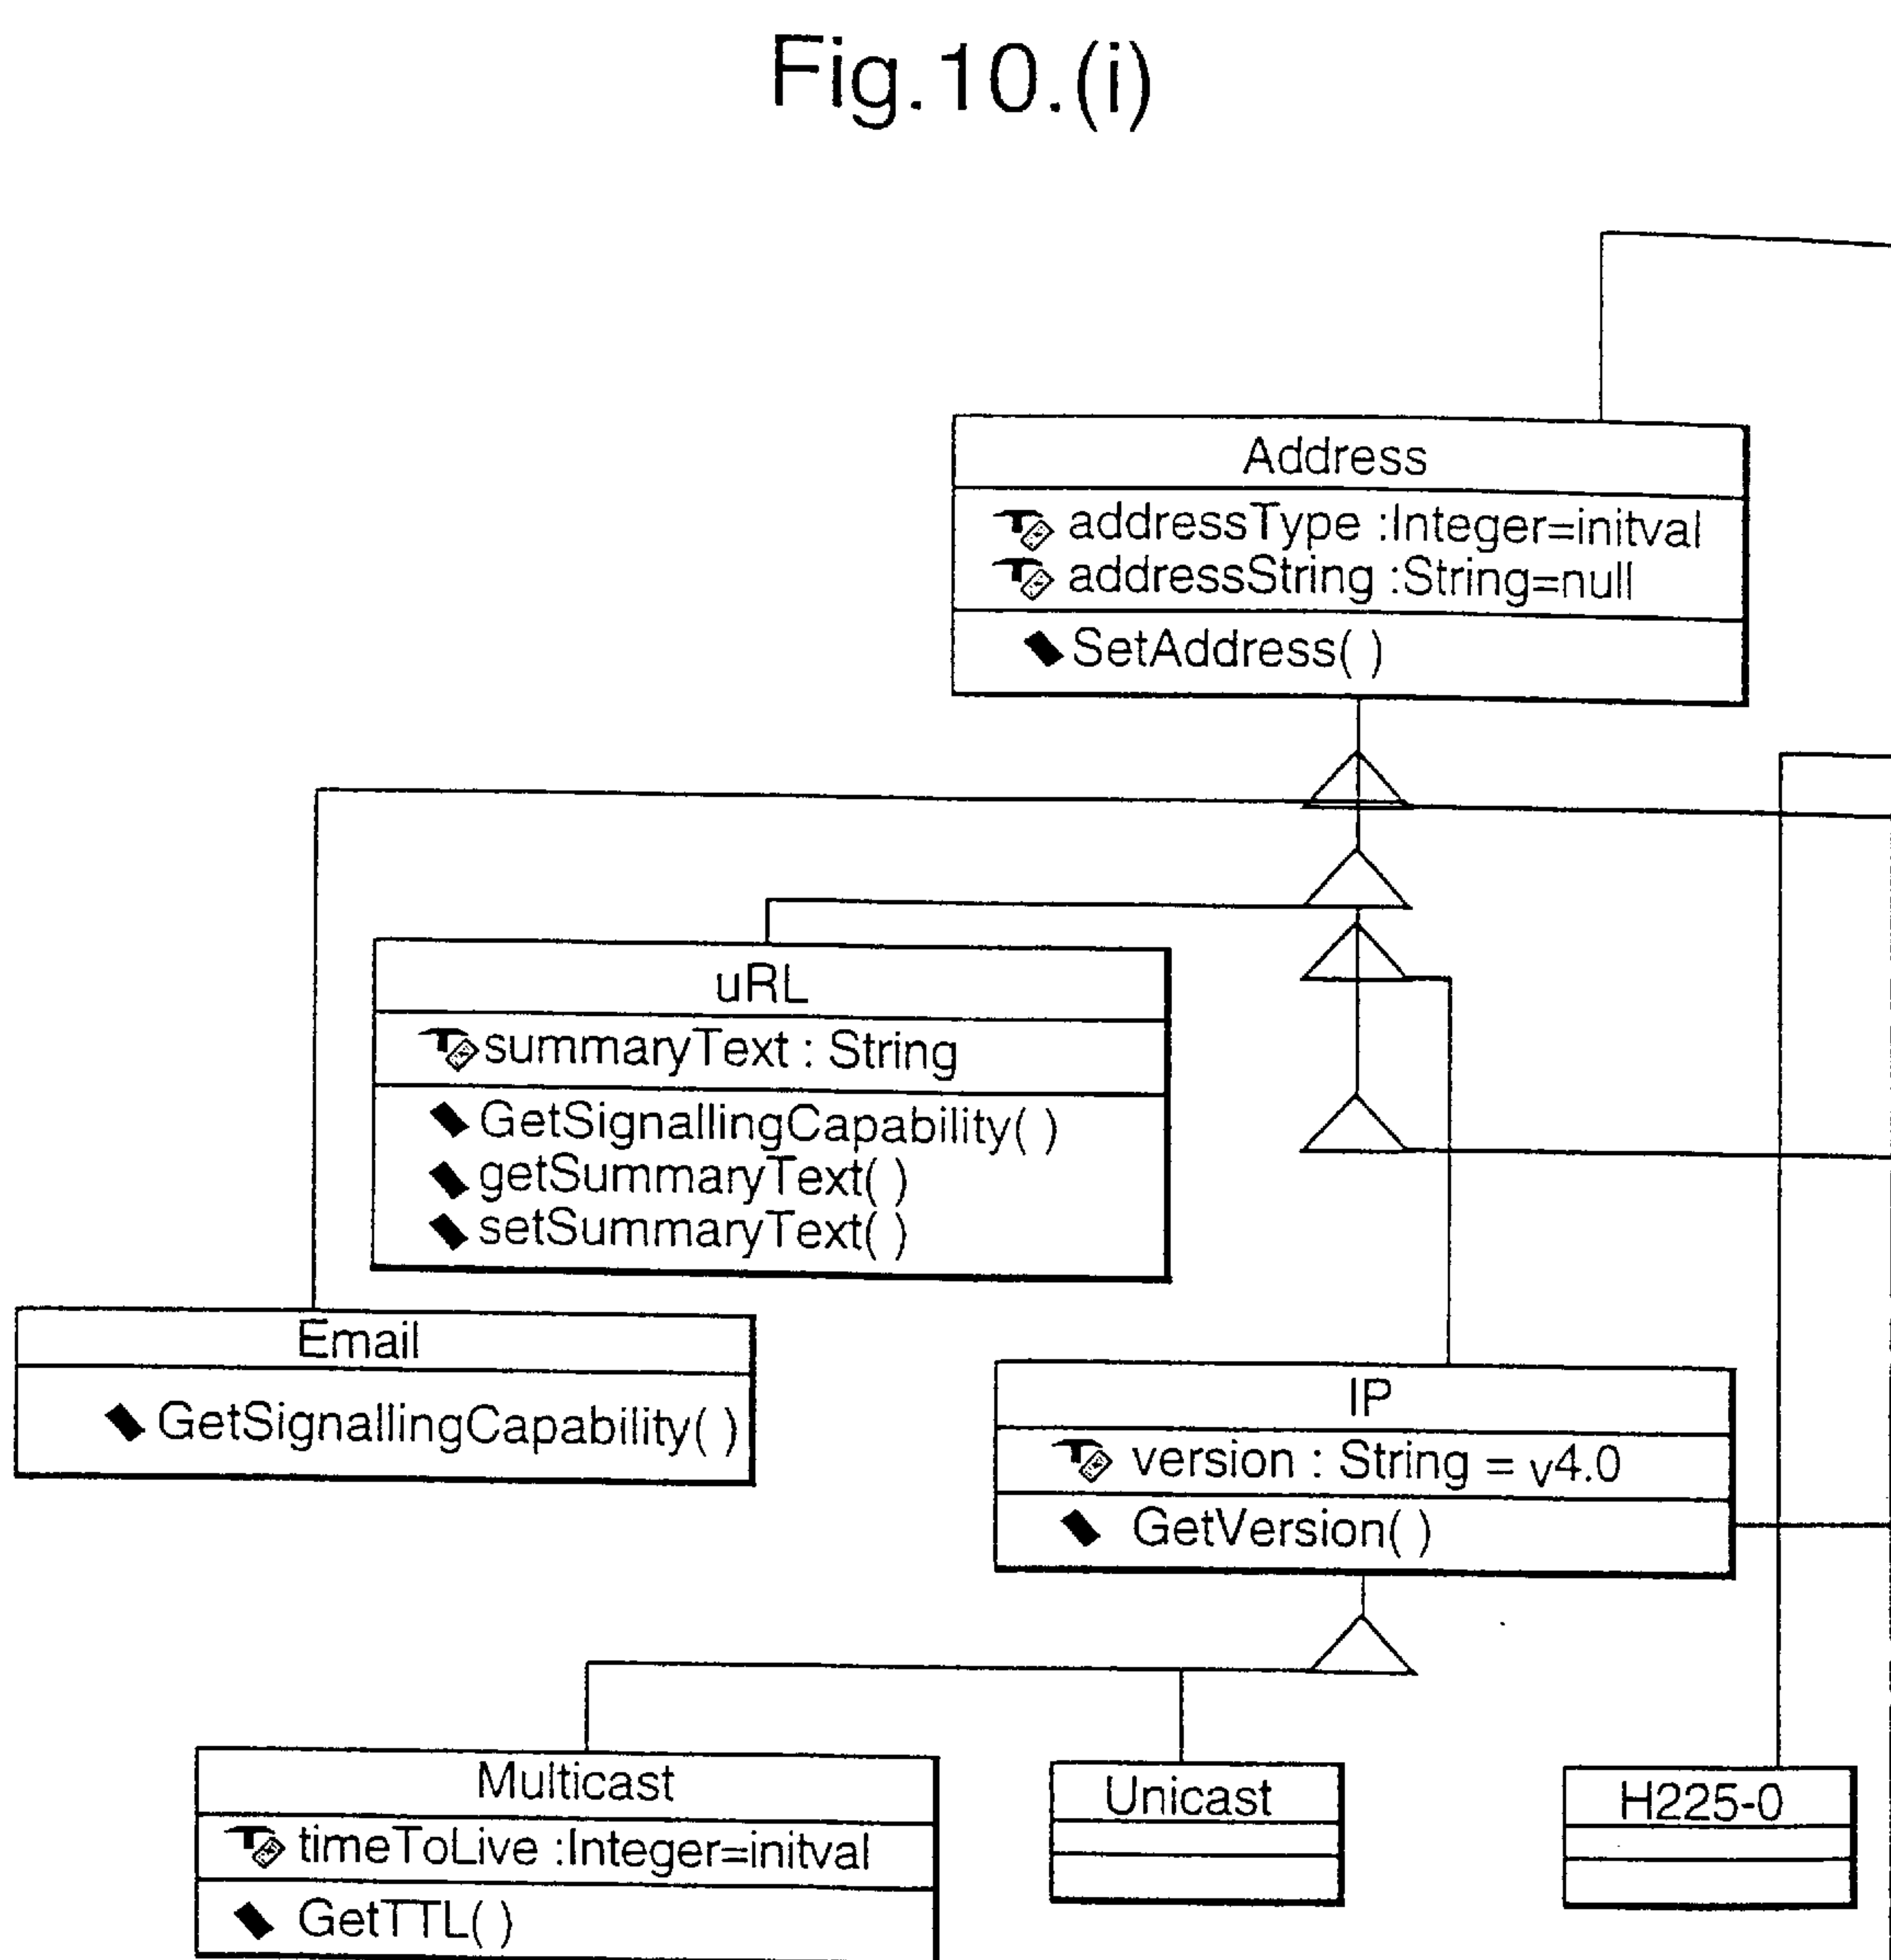 Fig.10.(i)
Address
addressType :Integer=initval
addressString :String=null
SetAddress( )
uRL
summaryText : String
GetSignallingCapability( )
getSummaryText( )
setSummaryText( )
Email
GetSignallingCapability( )
IP
version : String = v4.0
GetVersion( )
Multicast
timeToLive :Integer=initval
GetTTL( )
Unicast
H225-0